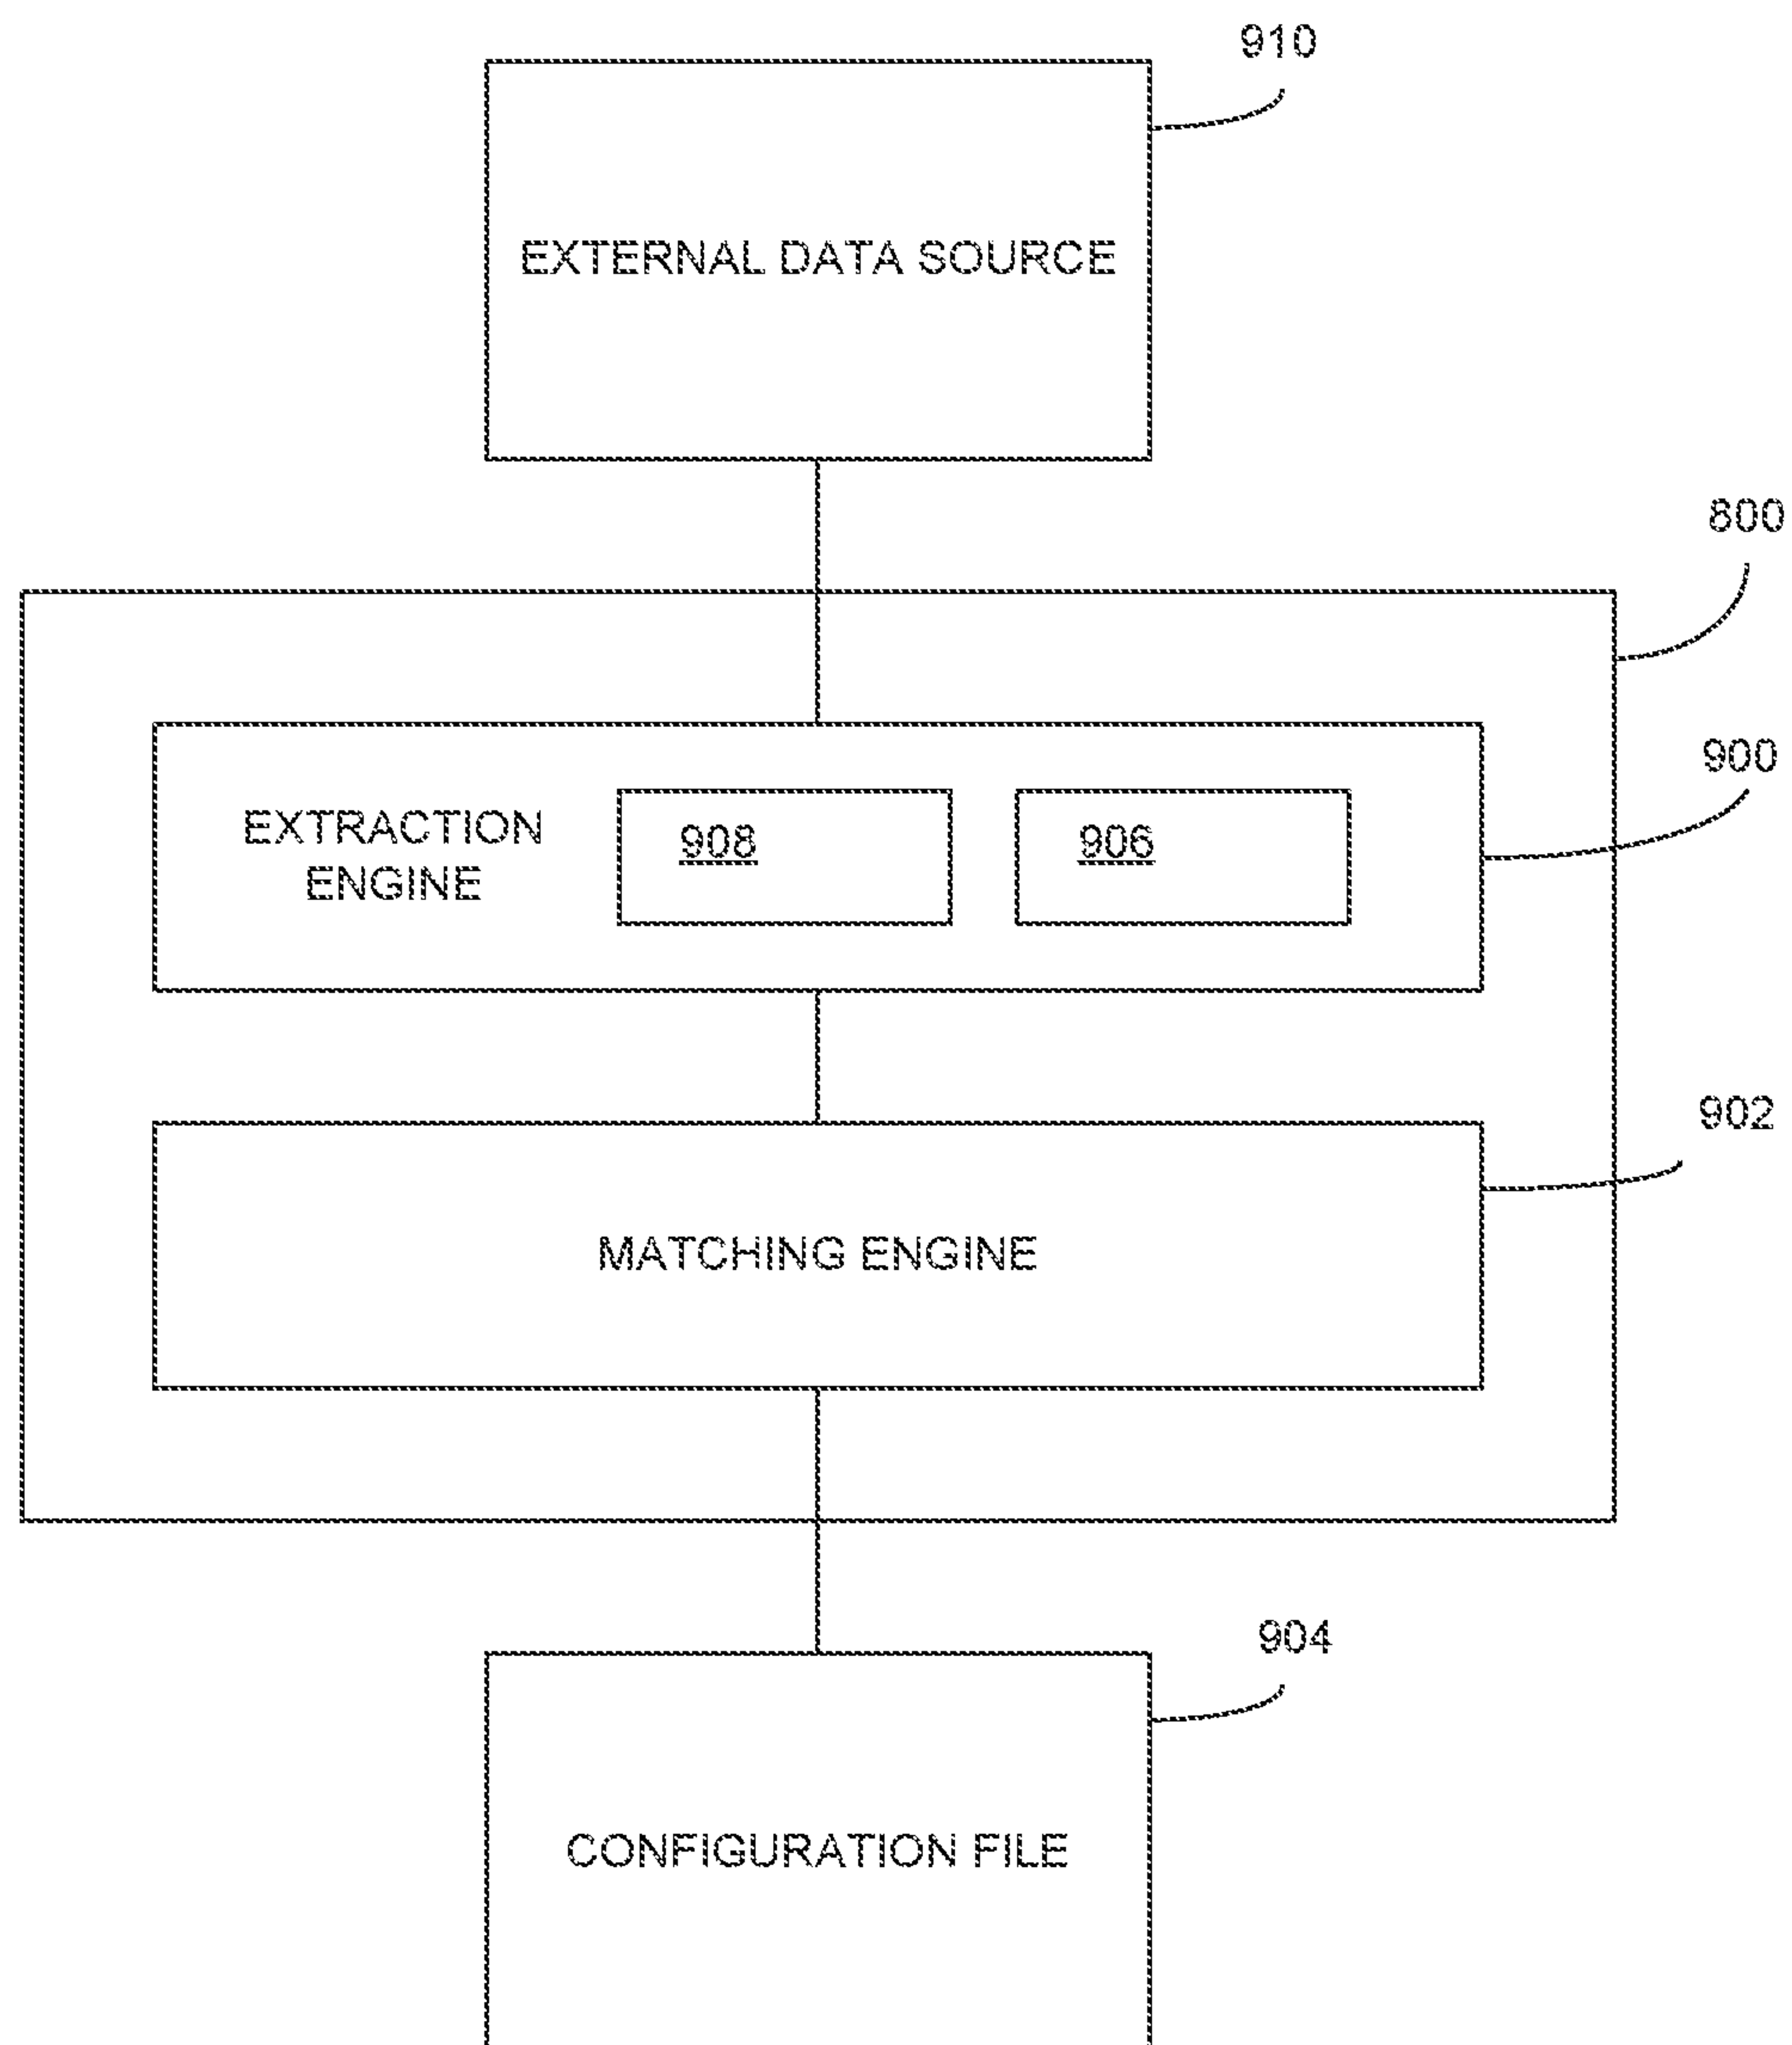 910
EXTERNAL DATA SOURCE
800
900
EXTRACTION
ENGINE
908
906
902
MATCHING ENGINE
904
CONFIGURATION FILE